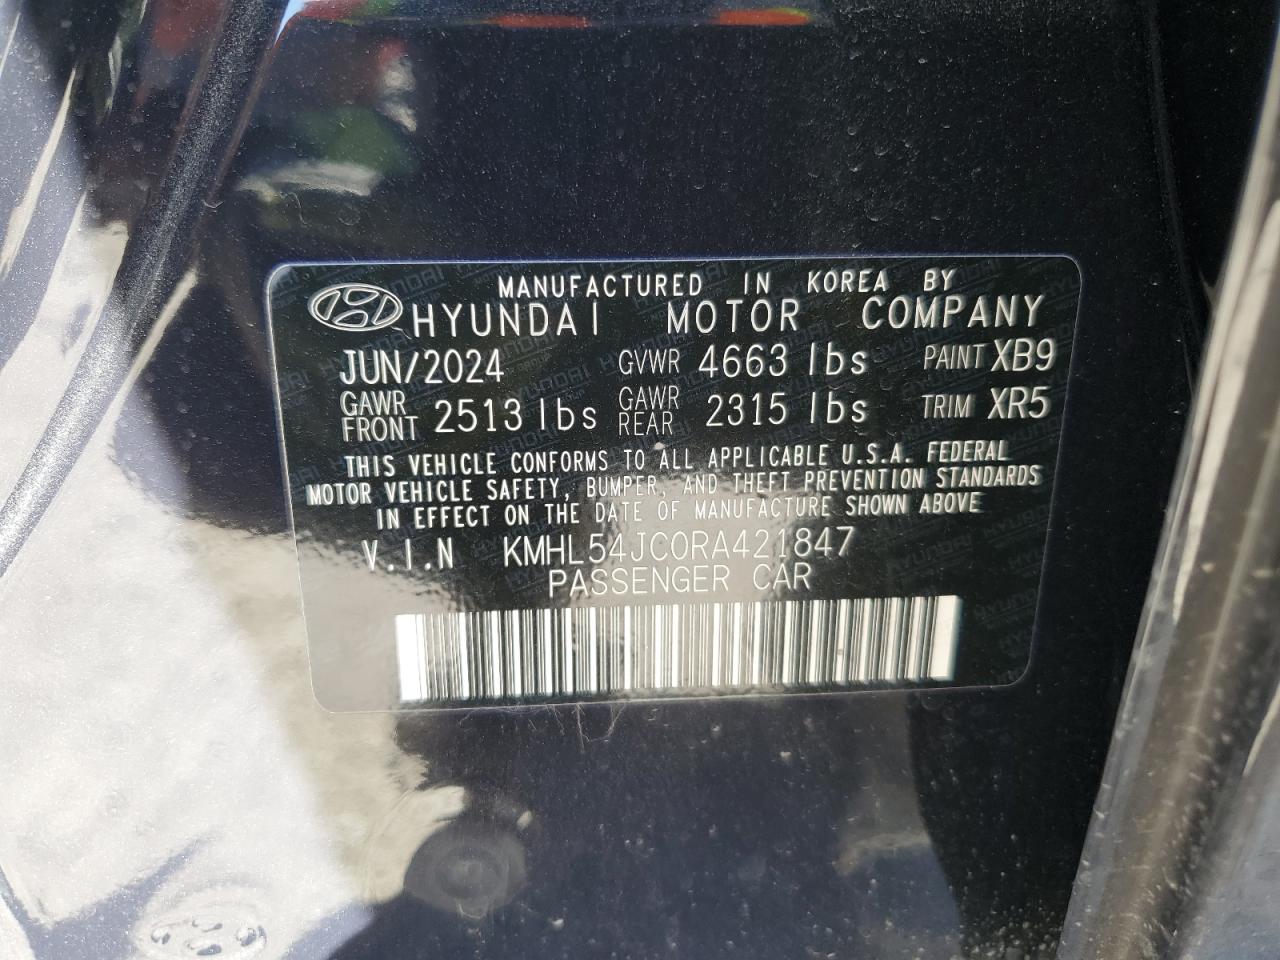 MANUFACTURED IN KOREA BY
HYUNDAI MOTOR COMPANY
JUN/2024 GVWR 4663 lbs PAINT XB9
GAWR FRONT 2513 lbs GAWR REAR 2315 lbs TRIM XR5
THIS VEHICLE CONFORMS TO ALL APPLICABLE U.S.A. FEDERAL
MOTOR VEHICLE SAFETY, BUMPER, AND THEFT PREVENTION STANDARDS
IN EFFECT ON THE DATE OF MANUFACTURE SHOWN ABOVE
V.I.N KMHL54JC0RA421847
PASSENGER CAR